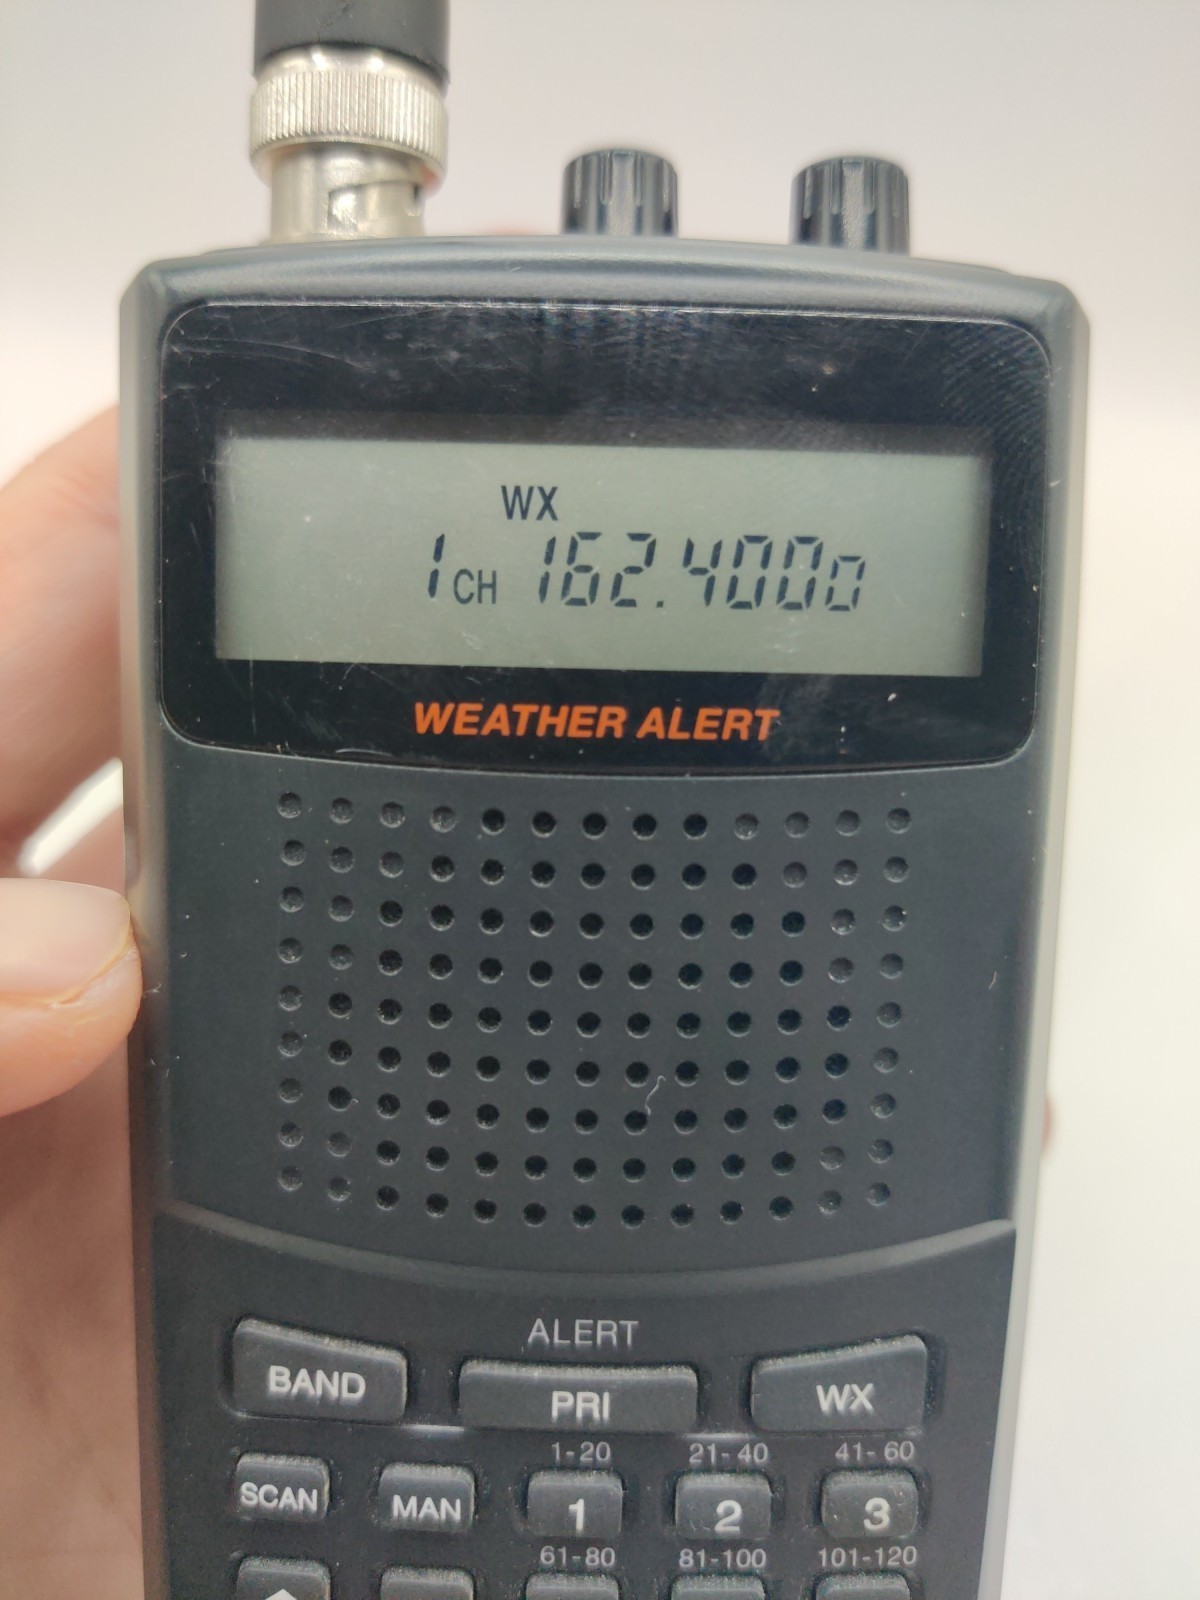 WX
1 CH 162.4000
WEATHER ALERT
ALERT
BAND PRI WX
1-20 21-40 41-60
SCAN MAN 1 2 3
61-80 81-100 101-120